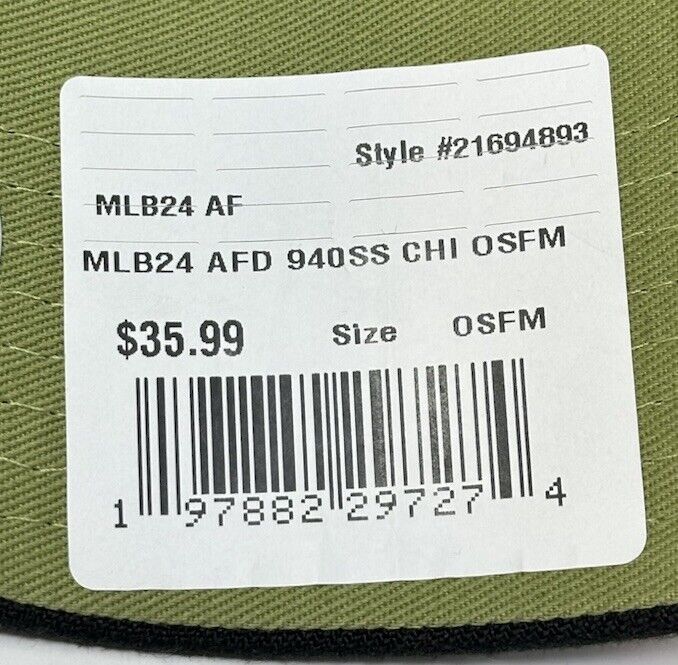 Style #21694893
MLB24 AF
MLB24 AFD 940SS CHI OSFM
$35.99 Size OSFM
1 97882 29727 4